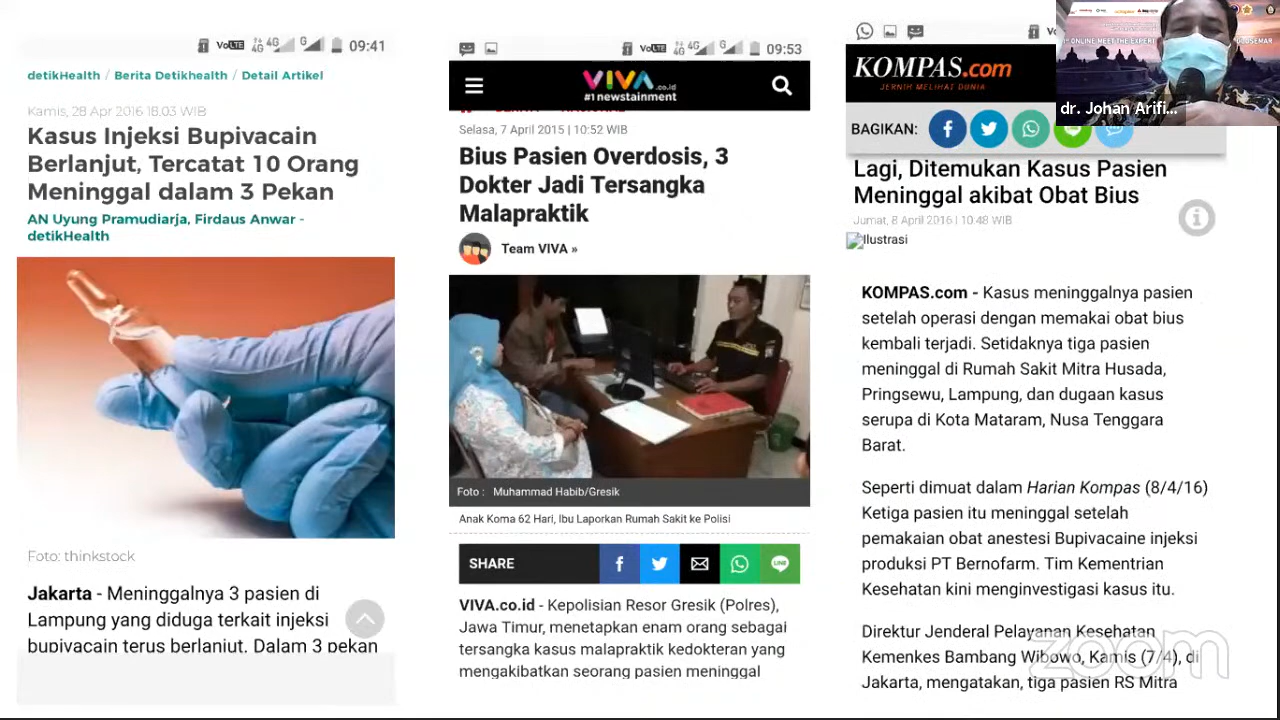 VoLTE 4G 4G G 09:41
detikHealth / Berita Detikhealth / Detail Artikel
Kamis, 28 Apr 2016 18.03 WIB
Kasus Injeksi Bupivacain
Berlanjut, Tercatat 10 Orang
Meninggal dalam 3 Pekan
AN Uyung Pramudiarja, Firdaus Anwar -
detikHealth
Foto: thinkstock
Jakarta - Meninggalnya 3 pasien di
Lampung yang diduga terkait injeksi
bupivacain terus berlanjut. Dalam 3 pekan
VoLTE 4G 4G G 09:53
VIVA.co.id
#1 newstainment
Selasa, 7 April 2015 | 10:52 WIB
Bius Pasien Overdosis, 3
Dokter Jadi Tersangka
Malapraktik
Team VIVA »
Foto : Muhammad Habib/Gresik
Anak Koma 62 Hari, Ibu Laporkan Rumah Sakit ke Polisi
SHARE
VIVA.co.id - Kepolisian Resor Gresik (Polres),
Jawa Timur, menetapkan enam orang sebagai
tersangka kasus malapraktik kedokteran yang
mengakibatkan seorang pasien meninggal
KOMPAS.com
JERNIH MELIHAT DUNIA
BAGIKAN:
Lagi, Ditemukan Kasus Pasien
Meninggal akibat Obat Bius
Jumat, 8 April 2016 | 10:48 WIB
Ilustrasi
KOMPAS.com - Kasus meninggalnya pasien
setelah operasi dengan memakai obat bius
kembali terjadi. Setidaknya tiga pasien
meninggal di Rumah Sakit Mitra Husada,
Pringsewu, Lampung, dan dugaan kasus
serupa di Kota Mataram, Nusa Tenggara
Barat.
Seperti dimuat dalam Harian Kompas (8/4/16)
Ketiga pasien itu meninggal setelah
pemakaian obat anestesi Bupivacaine injeksi
produksi PT Bernofarm. Tim Kementrian
Kesehatan kini menginvestigasi kasus itu.
Direktur Jenderal Pelayanan Kesehatan
Kemenkes Bambang Wibowo, Kamis (7/4), di
Jakarta, mengatakan, tiga pasien RS Mitra
ONLINE MEET THE EXPERT
dr. Johan Arifi...
zoom